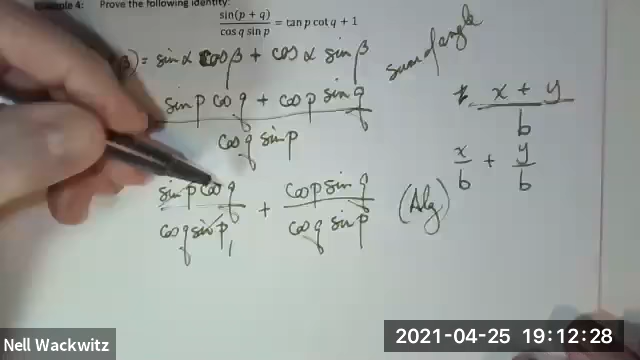 Example 4: Prove the following identity:
sin(p + q) / cos q sin p = tan p cot q + 1
β) = sin α cos β + cos α sin β
sum of angle
sin p cos q + cos p sin q
cos q sin p
* x + y
b
x/b + y/b
sin p cos q / cos q sin p + cos p sin q / cos q sin p (Alg)
Nell Wackwitz
2021-04-25 19:12:28